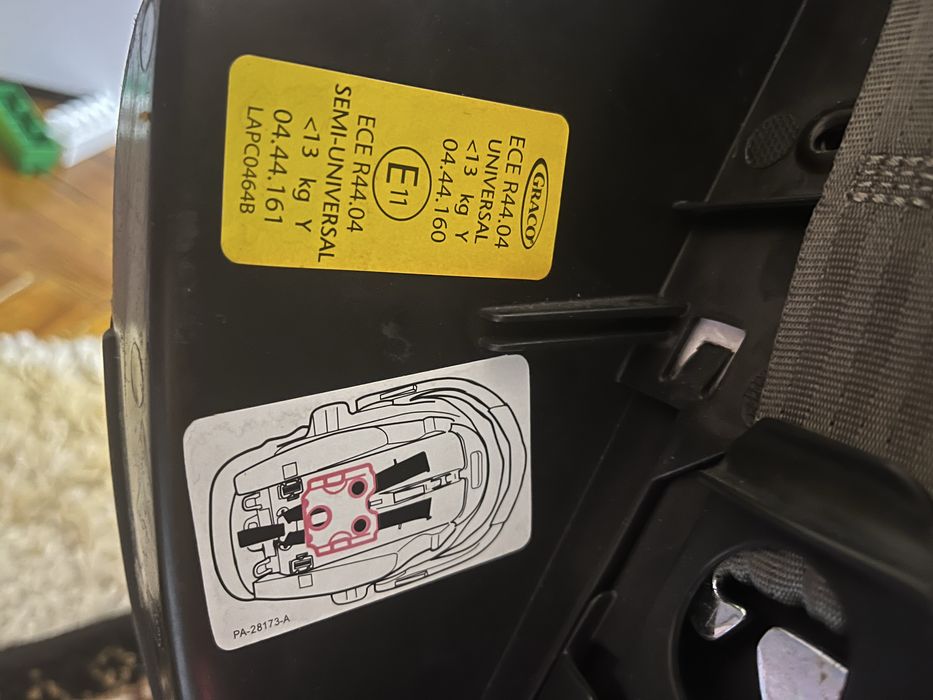 GRACO
ECE R44.04
UNIVERSAL
<13 kg Y
04.44.160
E11
ECE R44.04
SEMI-UNIVERSAL
<13 kg Y
04.44.161
LAPC0464B
PA-28173-A